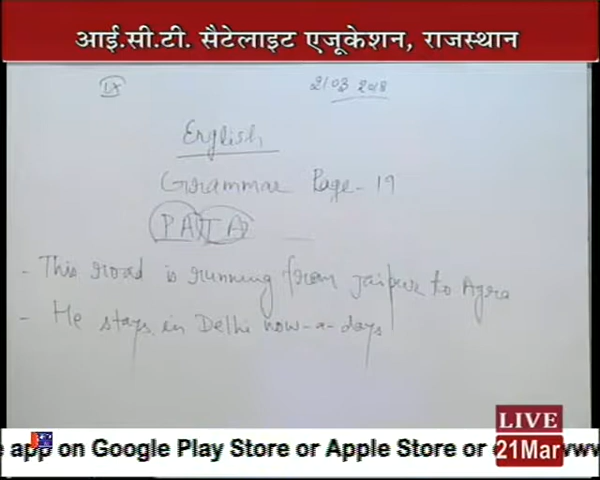 आई.सी.टी. सैटेलाइट एजूकेशन, राजस्थान
IX
21 03 2018
English
Grammar Page - 19
PATA
- This road is running from Jaipur to Agra
- He stays in Delhi now-a-days
LIVE
app on Google Play Store or Apple Store or
21Mar